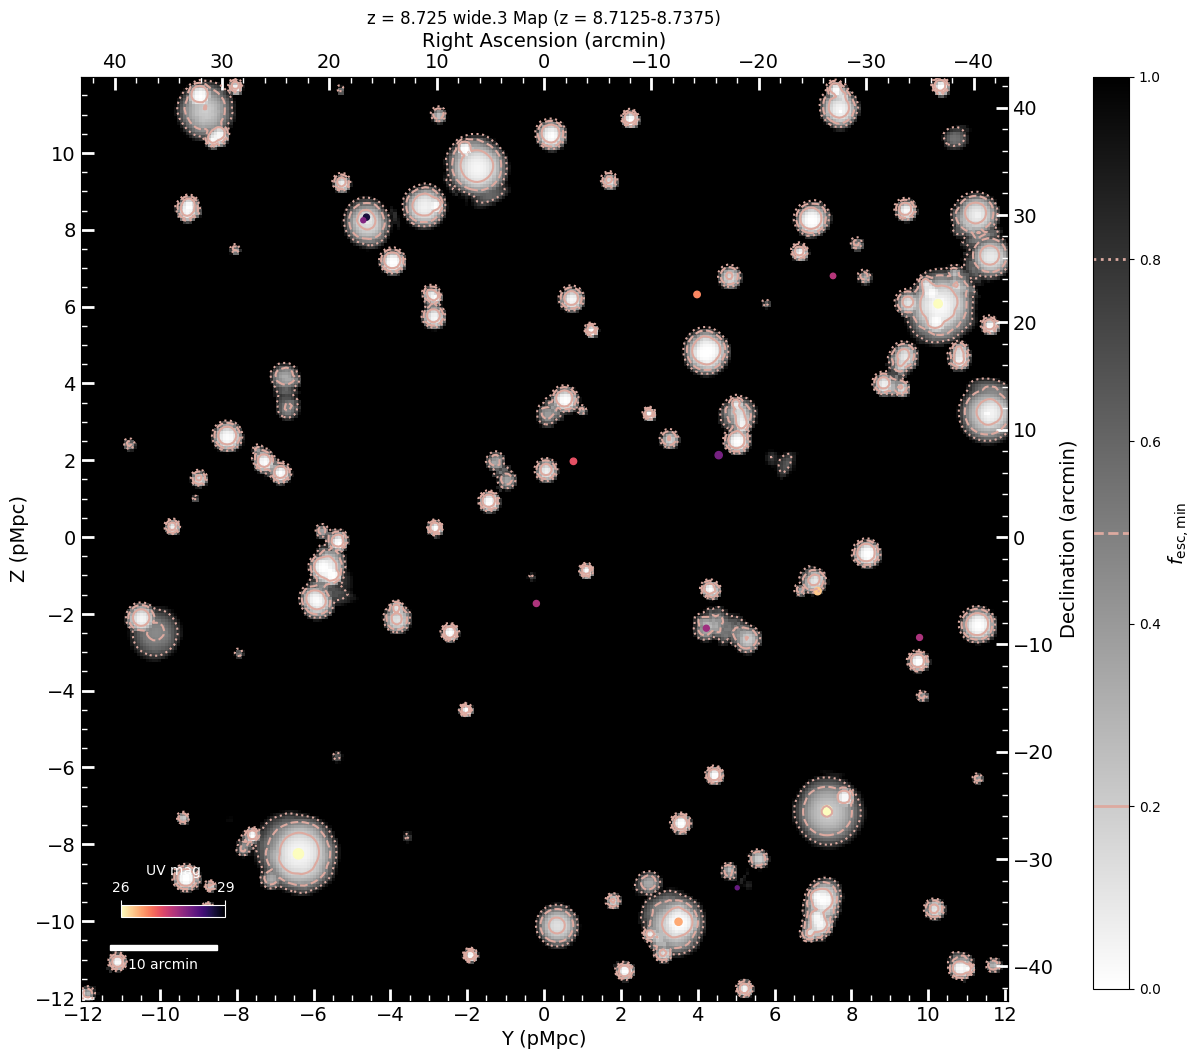 z = 8.725 wide.3 Map (z = 8.7125-8.7375)
Right Ascension (arcmin)
40 30 20 10 0 −10 −20 −30 −40
10
8
6
4
2
0
−2
−4
−6
−8
−10
−12
Z (pMpc)
40
30
20
10
0
−10
−20
−30
−40
Declination (arcmin)
1.0
0.8
0.6
0.4
0.2
0.0
f_esc,min
UV mag
26 29
10 arcmin
−12 −10 −8 −6 −4 −2 0 2 4 6 8 10 12
Y (pMpc)